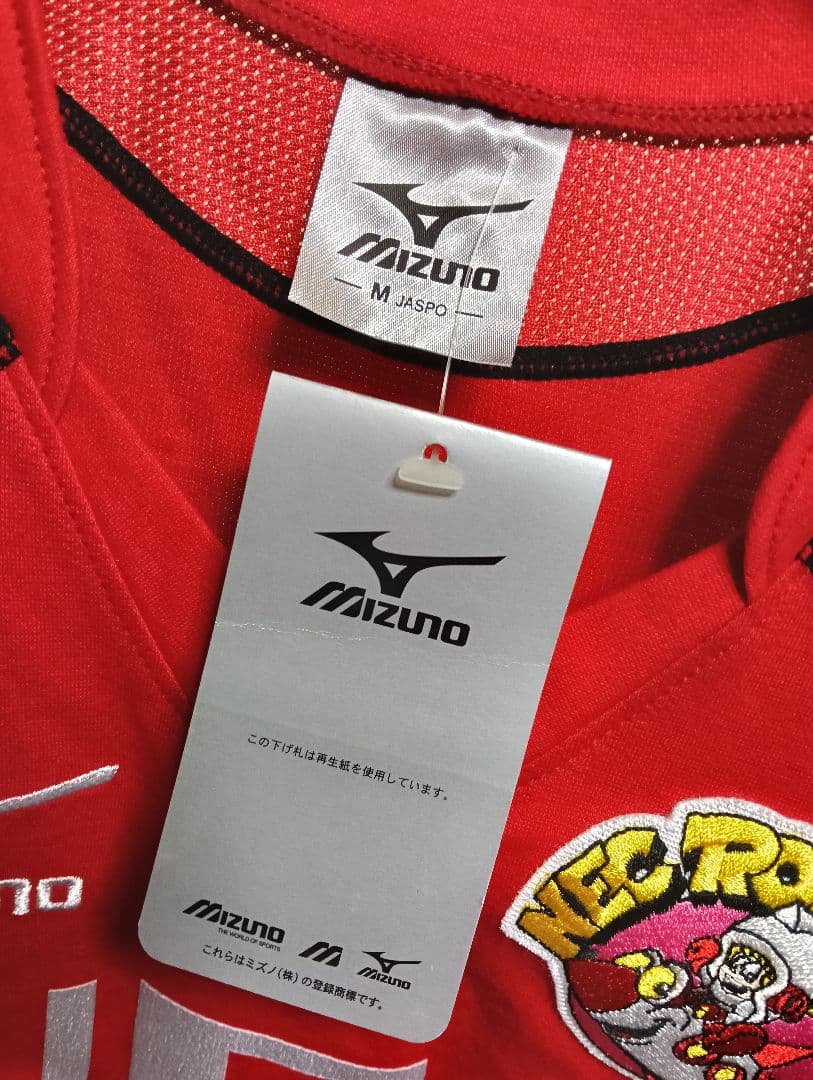 MIZUNO
M JASPO
MIZUNO
この下げ札は再生紙を使用しています。
MIZUNO
THE WORLD OF SPORTS
MIZUNO
これらはミズノ(株)の登録商標です。
NEC RO